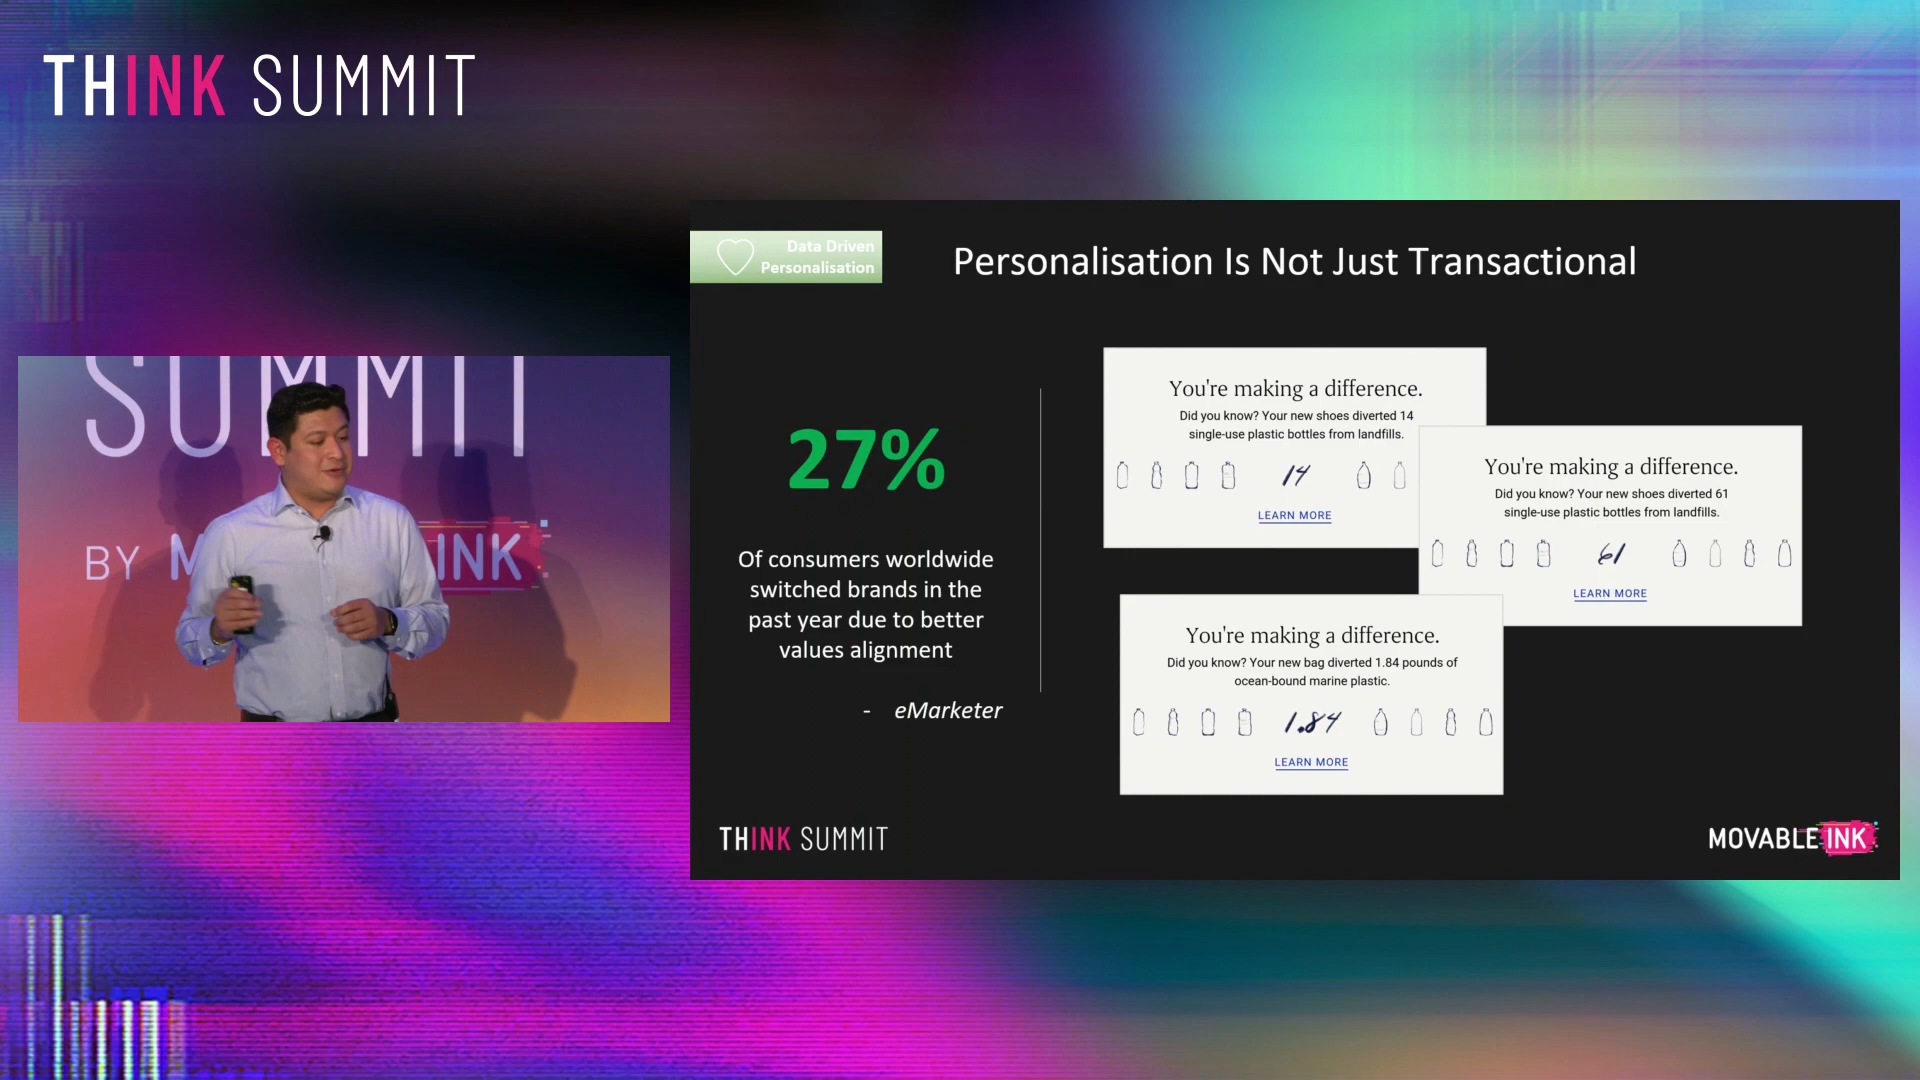 THINK SUMMIT
SUMMIT
BY M INK
Data Driven
Personalisation
Personalisation Is Not Just Transactional
27%
Of consumers worldwide
switched brands in the
past year due to better
values alignment
- eMarketer
You're making a difference.
Did you know? Your new shoes diverted 14
single-use plastic bottles from landfills.
14
LEARN MORE
You're making a difference.
Did you know? Your new shoes diverted 61
single-use plastic bottles from landfills.
61
LEARN MORE
You're making a difference.
Did you know? Your new bag diverted 1.84 pounds of
ocean-bound marine plastic.
1.84
LEARN MORE
THINK SUMMIT
MOVABLE INK